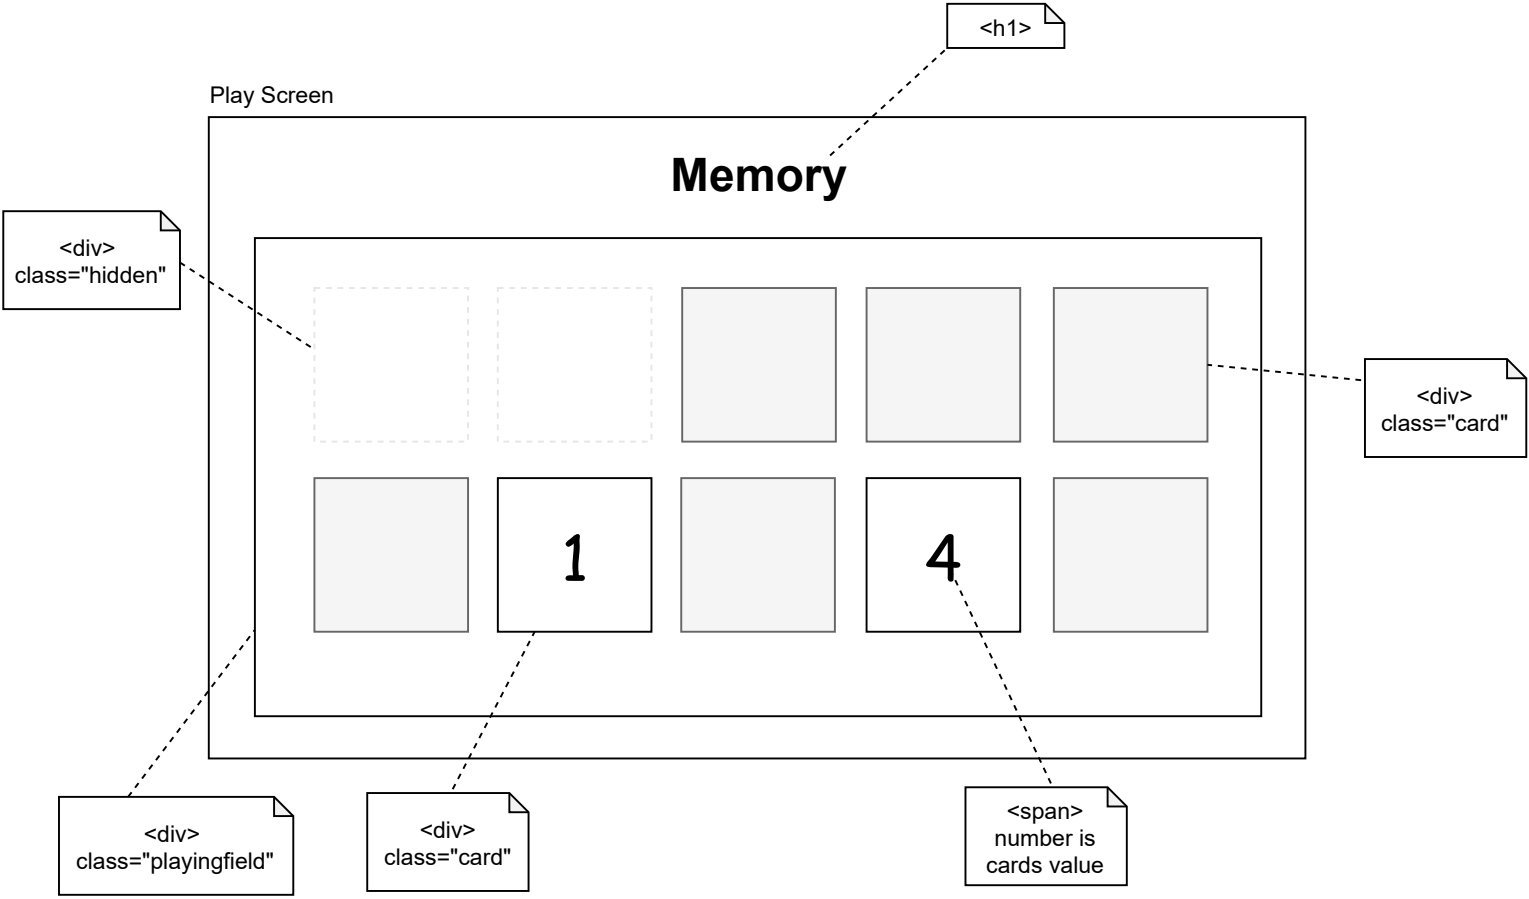 <h1>
Play Screen
Memory
<div>
class="hidden"
<div>
class="card"
1
4
<div>
class="playingfield"
<div>
class="card"
<span>
number is
cards value